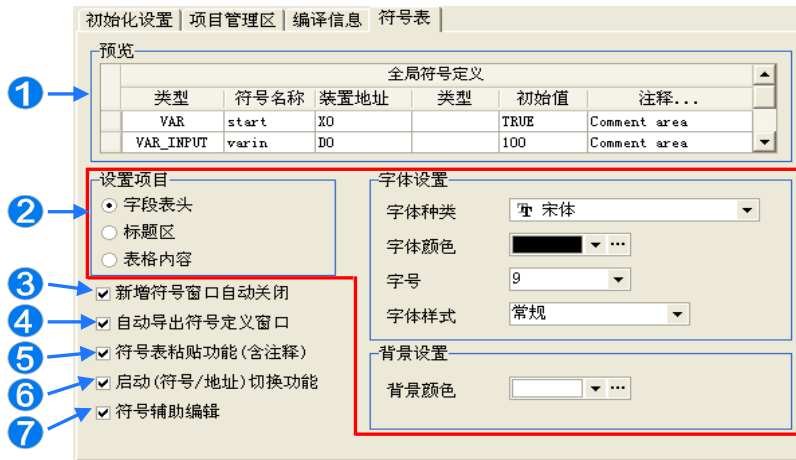 初始化设置 项目管理区 编译信息 符号表
预览
全局符号定义
类型 符号名称 装置地址 类型 初始值 注释...
VAR start X0 TRUE Comment area
VAR_INPUT varin D0 100 Comment area
1
设置项目
字段表头
标题区
表格内容
2
字体设置
字体种类 宋体
字体颜色
字号 9
字体样式 常规
3 新增符号窗口自动关闭
4 自动导出符号定义窗口
5 符号表粘贴功能(含注释)
6 启动(符号/地址)切换功能
7 符号辅助编辑
背景设置
背景颜色